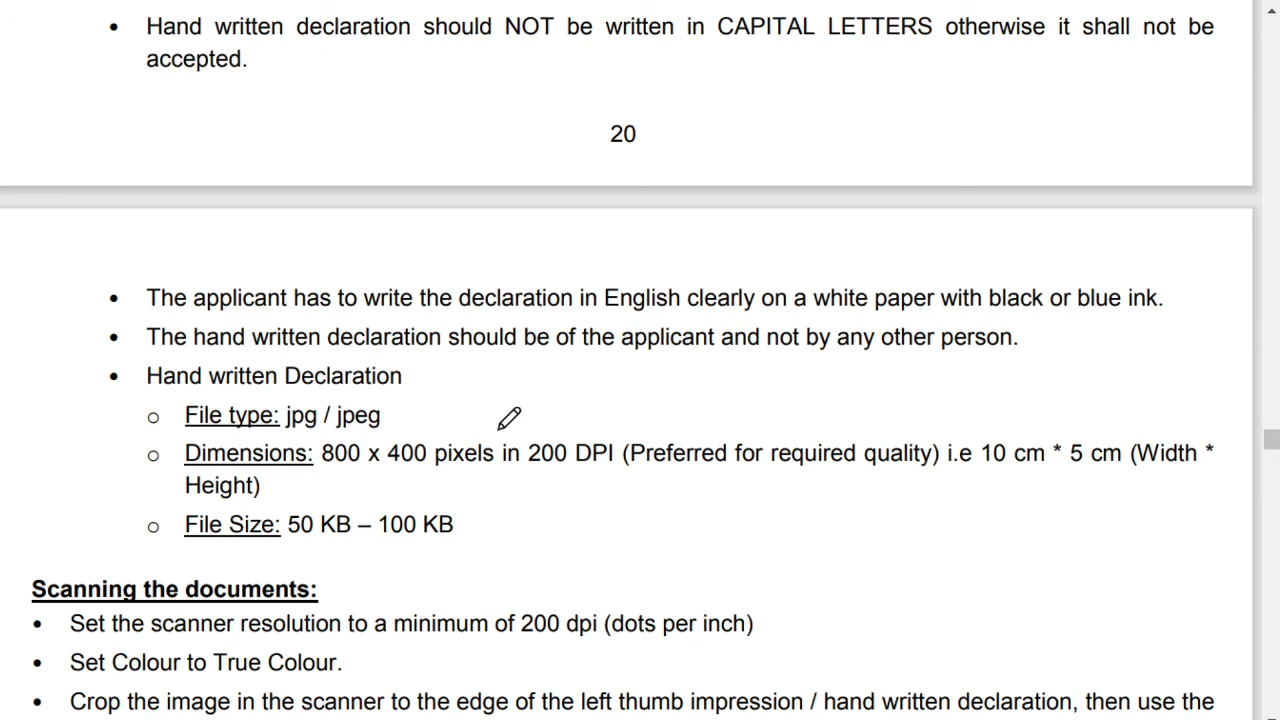 • Hand written declaration should NOT be written in CAPITAL LETTERS otherwise it shall not be
accepted.
20
• The applicant has to write the declaration in English clearly on a white paper with black or blue ink.
• The hand written declaration should be of the applicant and not by any other person.
• Hand written Declaration
o File type: jpg / jpeg
o Dimensions: 800 x 400 pixels in 200 DPI (Preferred for required quality) i.e 10 cm * 5 cm (Width *
Height)
o File Size: 50 KB – 100 KB
Scanning the documents:
• Set the scanner resolution to a minimum of 200 dpi (dots per inch)
• Set Colour to True Colour.
• Crop the image in the scanner to the edge of the left thumb impression / hand written declaration, then use the